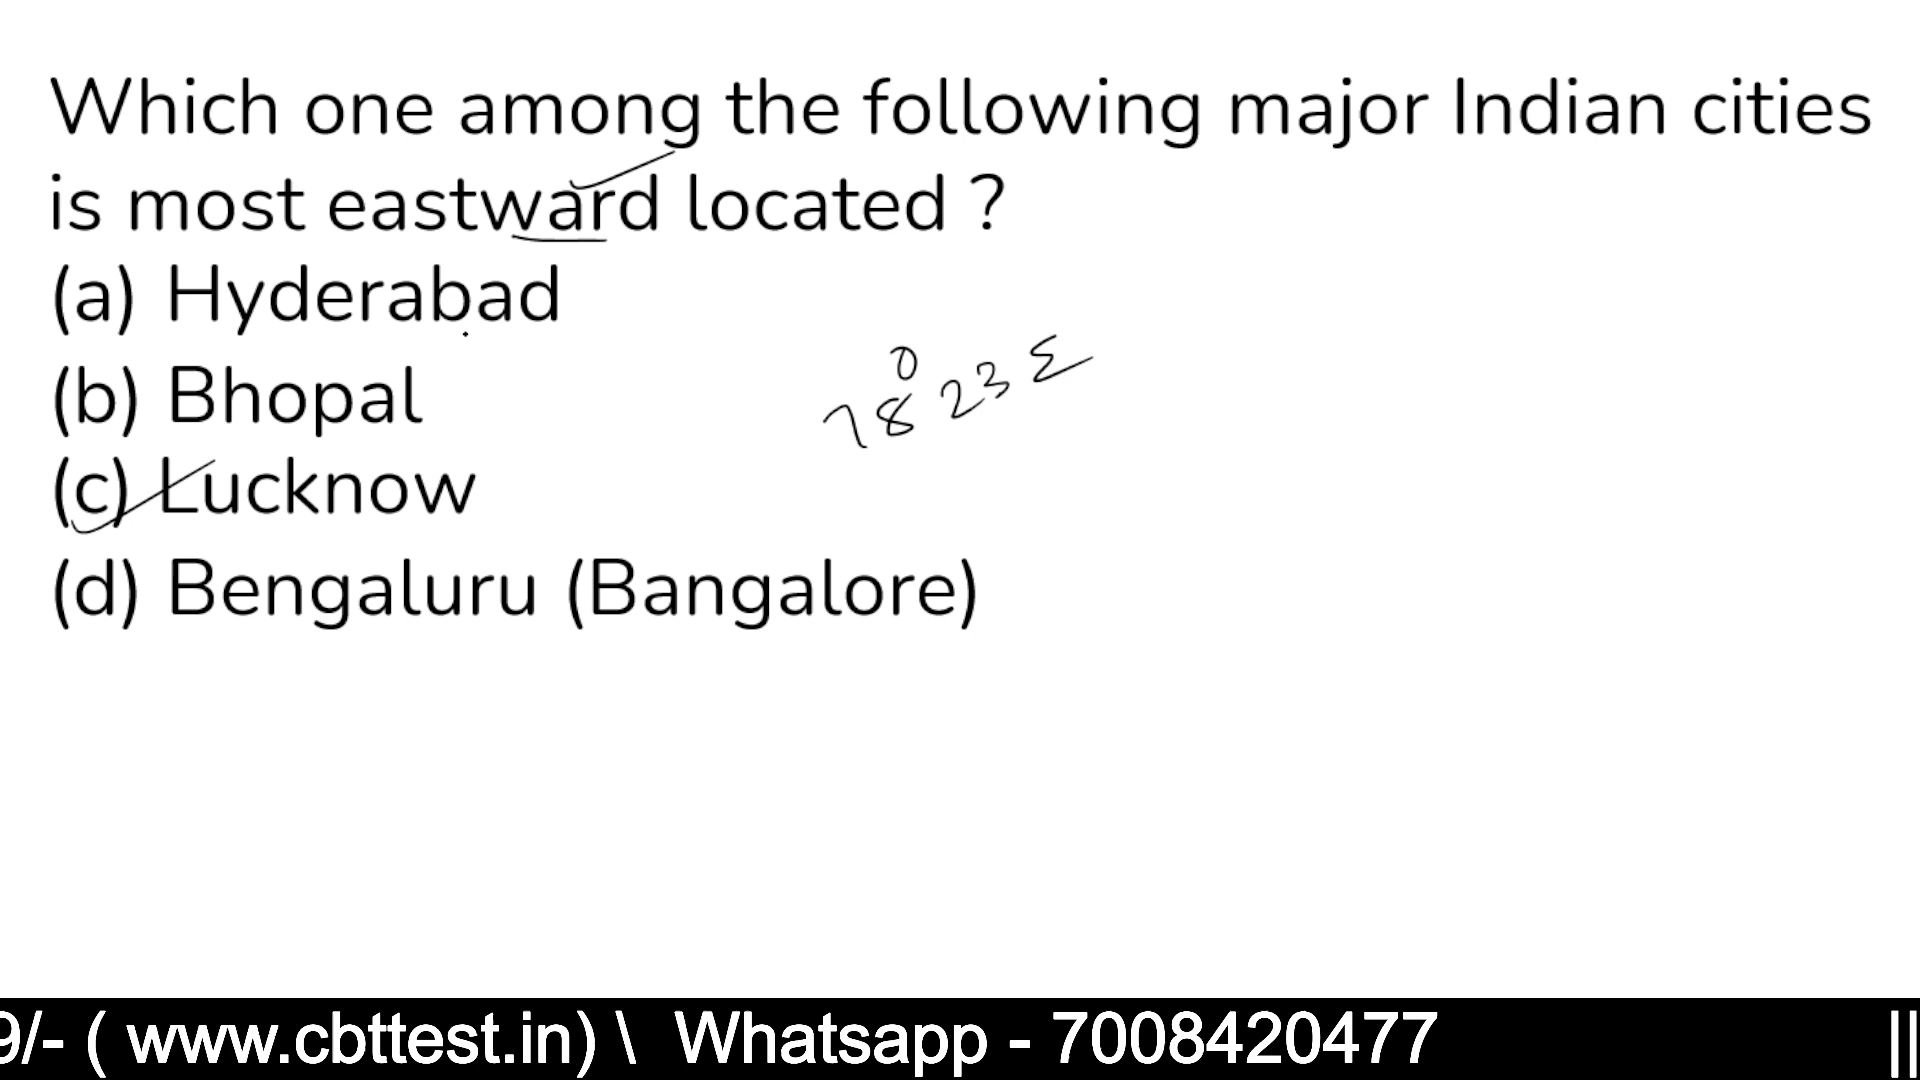 Which one among the following major Indian cities
is most eastward located ?
(a) Hyderabad
(b) Bhopal
78° 23 E
(c) Lucknow
(d) Bengaluru (Bangalore)
9/- ( www.cbttest.in) \ Whatsapp - 7008420477 ||